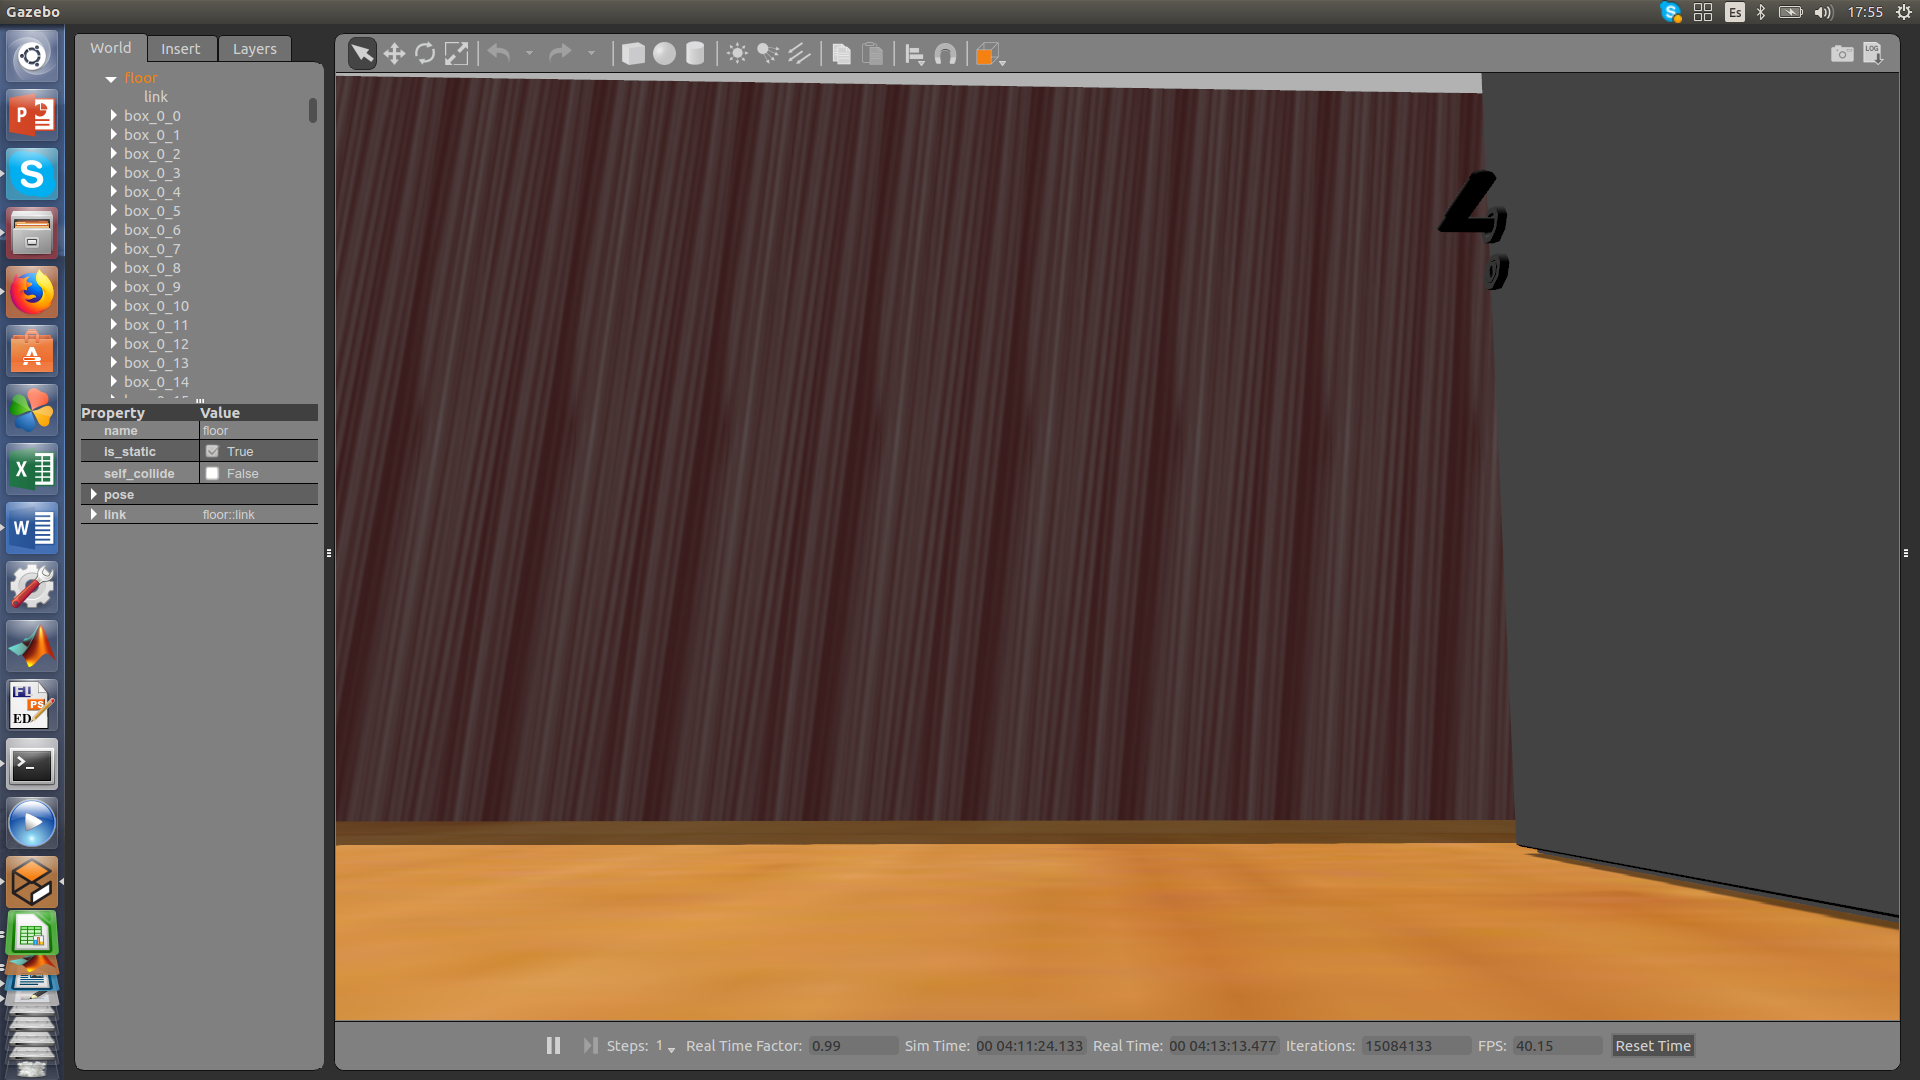 Gazebo
Es
17:55
World
Insert
Layers
LOG
floor
link
box_0_0
box_0_1
box_0_2
box_0_3
box_0_4
box_0_5
box_0_6
box_0_7
box_0_8
box_0_9
box_0_10
box_0_11
box_0_12
box_0_13
box_0_14
Property Value
name floor
is_static True
self_collide False
pose
link floor::link
Steps: 1 Real Time Factor: 0.99 Sim Time: 00 04:11:24.133 Real Time: 00 04:13:13.477 Iterations: 15084133 FPS: 40.15 Reset Time